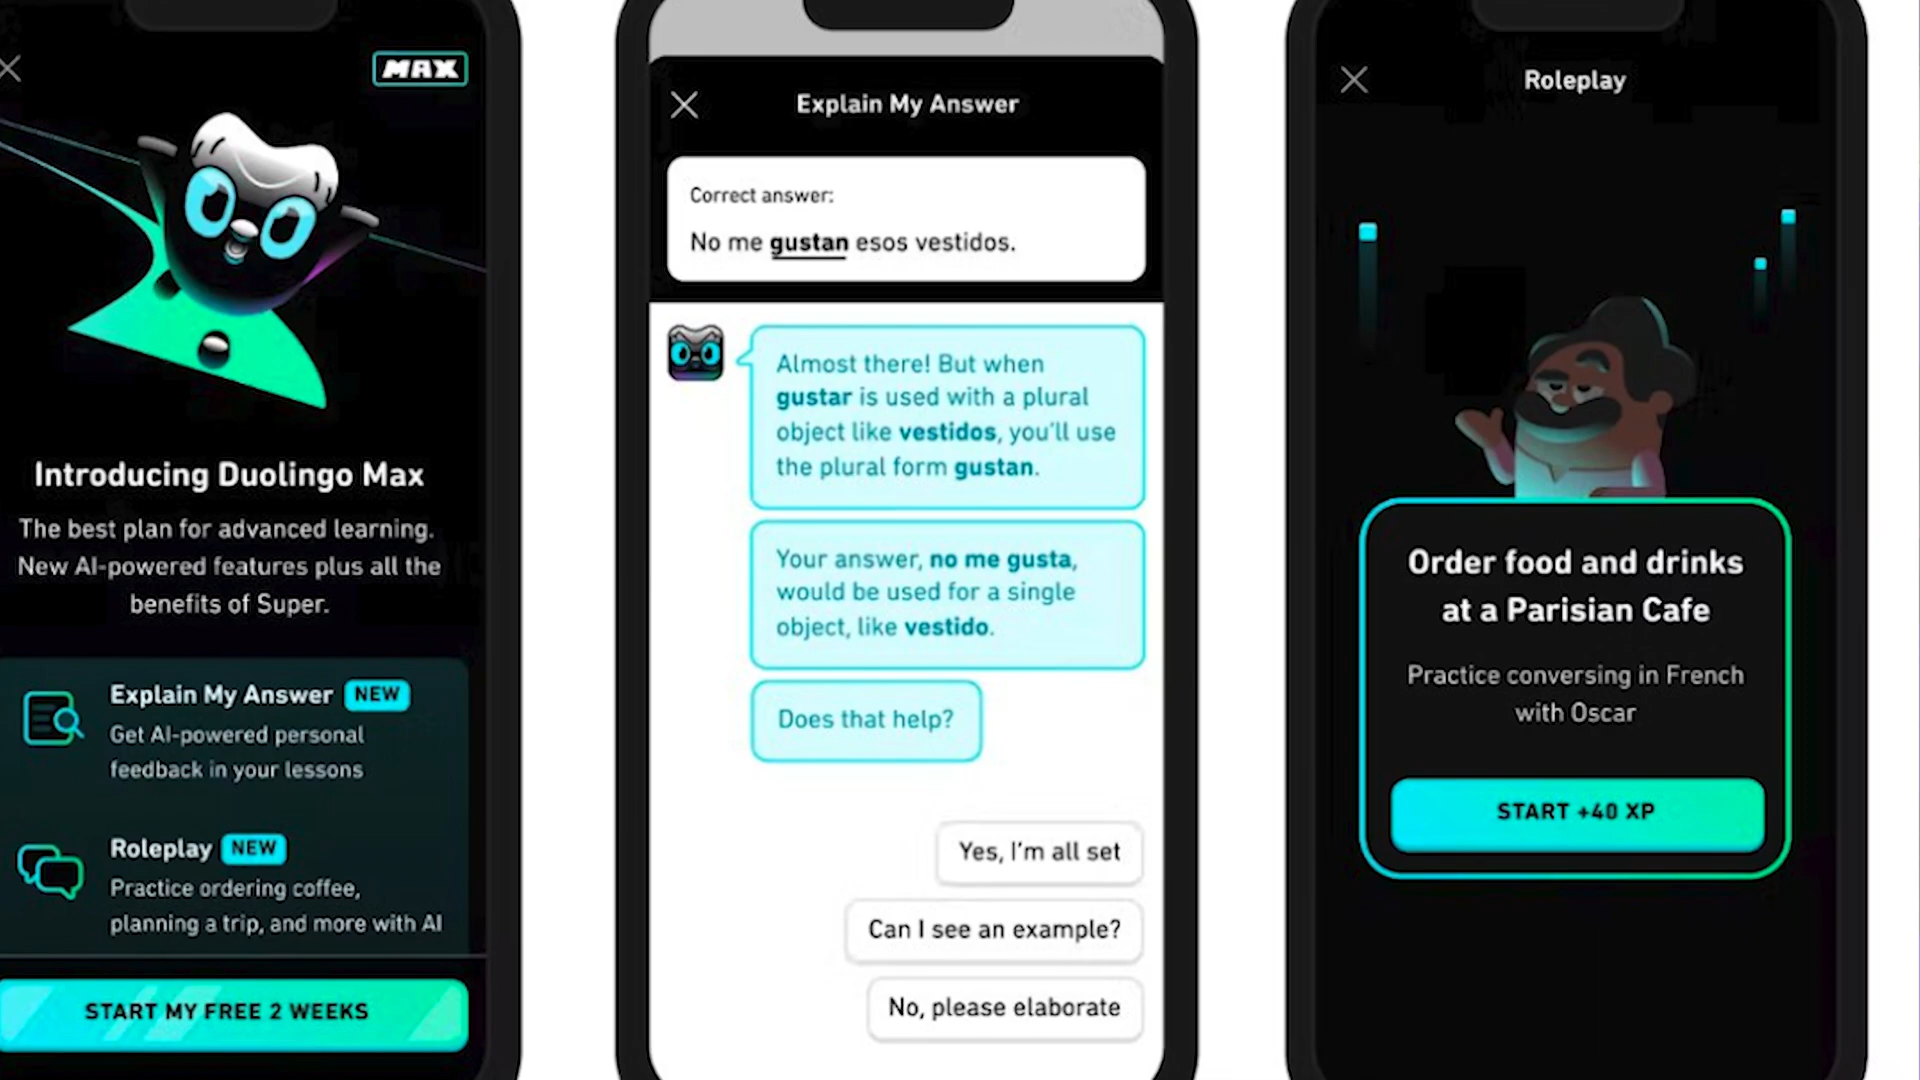 MAX
Introducing Duolingo Max
The best plan for advanced learning.
New AI-powered features plus all the
benefits of Super.
Explain My Answer NEW
Get AI-powered personal
feedback in your lessons
Roleplay NEW
Practice ordering coffee,
planning a trip, and more with AI
START MY FREE 2 WEEKS
Explain My Answer
Correct answer:
No me gustan esos vestidos.
Almost there! But when
gustar is used with a plural
object like vestidos, you'll use
the plural form gustan.
Your answer, no me gusta,
would be used for a single
object, like vestido.
Does that help?
Yes, I'm all set
Can I see an example?
No, please elaborate
Roleplay
Order food and drinks
at a Parisian Cafe
Practice conversing in French
with Oscar
START +40 XP